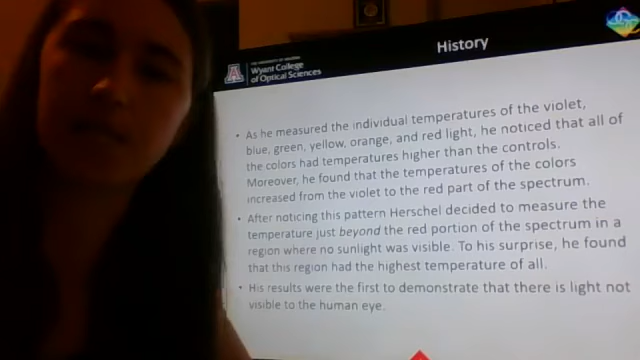 History
THE UNIVERSITY OF ARIZONA
Wyant College
of Optical Sciences
• As he measured the individual temperatures of the violet,
blue, green, yellow, orange, and red light, he noticed that all of
the colors had temperatures higher than the controls.
Moreover, he found that the temperatures of the colors
increased from the violet to the red part of the spectrum.
• After noticing this pattern Herschel decided to measure the
temperature just beyond the red portion of the spectrum in a
region where no sunlight was visible. To his surprise, he found
that this region had the highest temperature of all.
• His results were the first to demonstrate that there is light not
visible to the human eye.